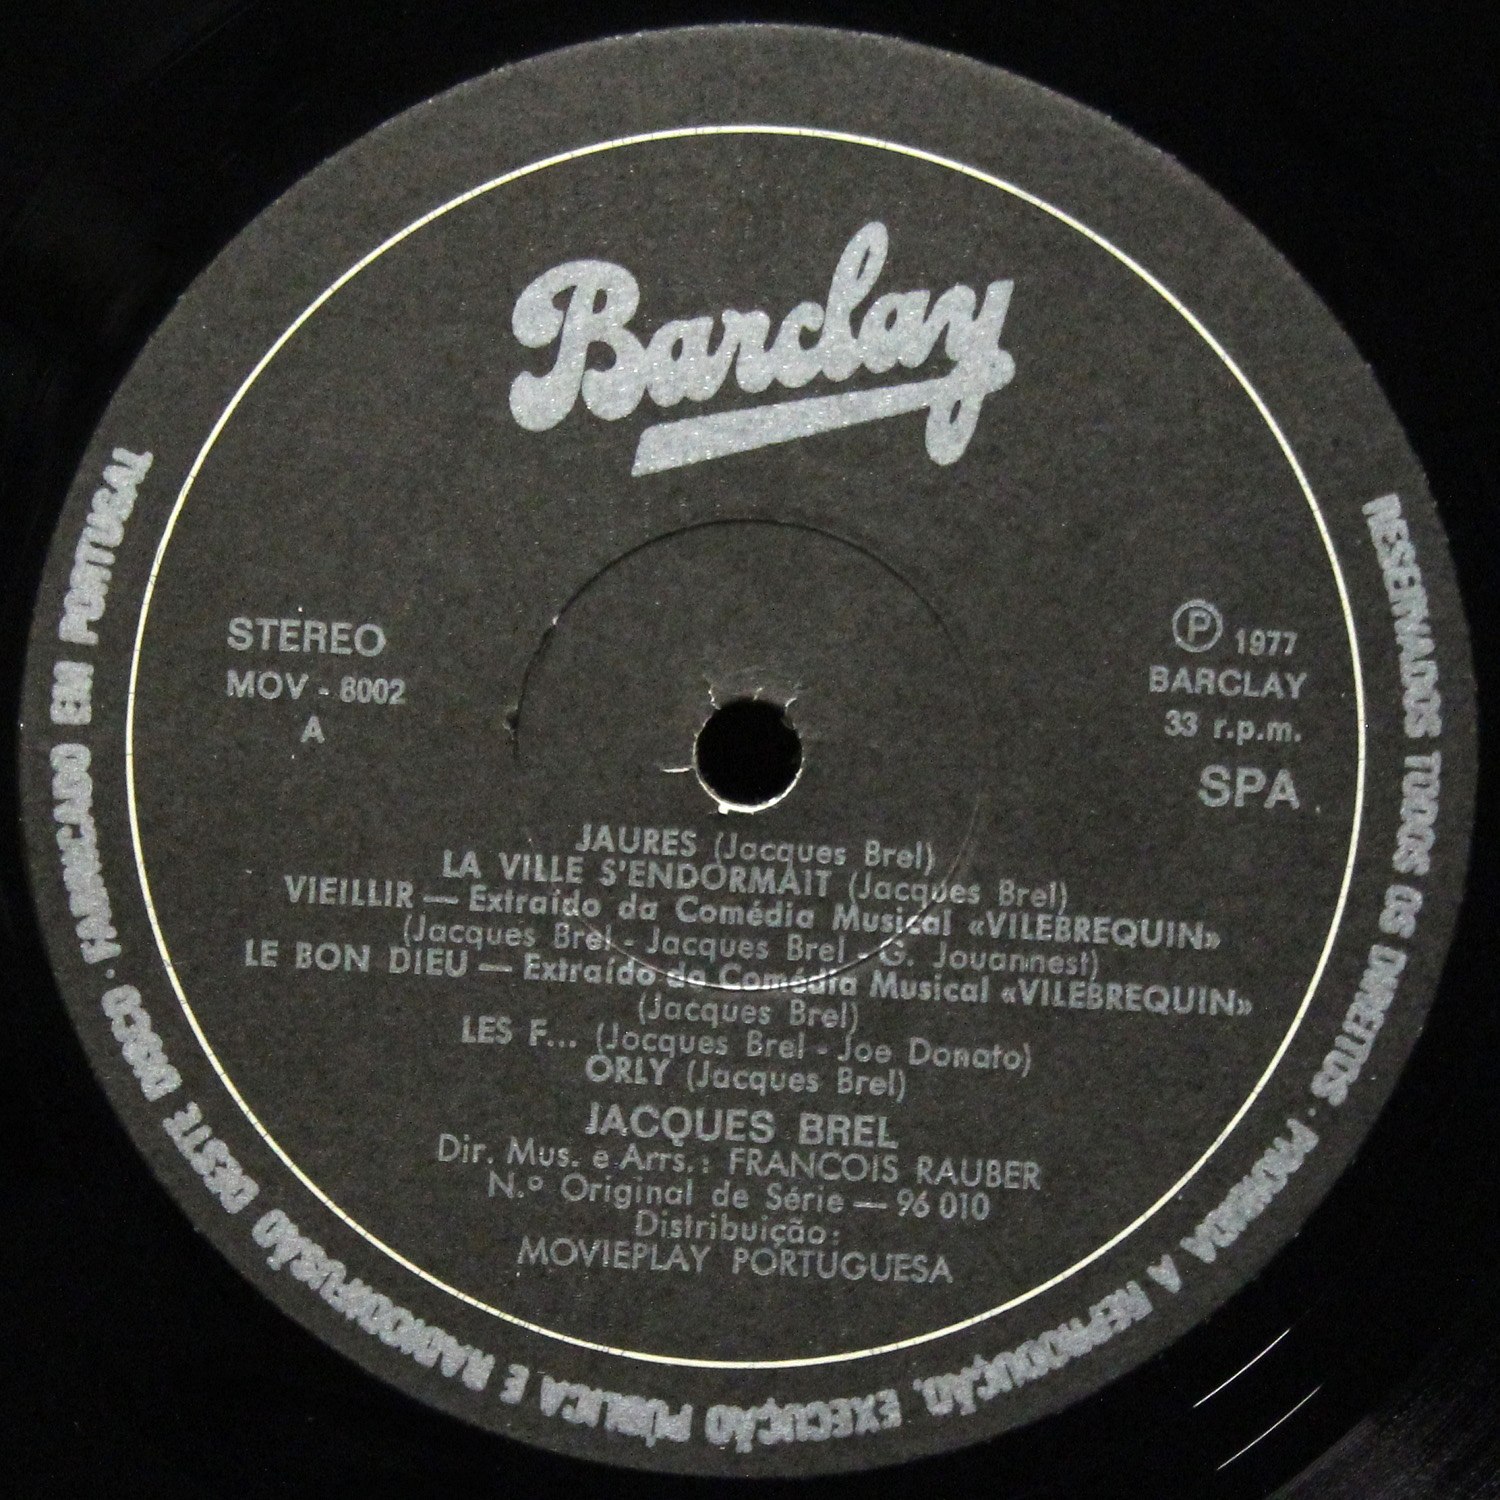 Barclay
STEREO
MOV - 8002
A
Ⓟ 1977
BARCLAY
33 r.p.m.
SPA
JAURES (Jacques Brel)
LA VILLE S'ENDORMAIT (Jacques Brel)
VIEILLIR — Extraído da Comédia Musical «VILEBREQUIN»
(Jacques Brel - Jacques Brel - G. Jouannest)
LE BON DIEU — Extraído da Comédia Musical «VILEBREQUIN»
(Jacques Brel)
LES F... (Jocques Brel - Joe Donato)
ORLY (Jacques Brel)
JACQUES BREL
Dir. Mus. e Arrs.: FRANCOIS RAUBER
N.º Original de Série — 96 010
Distribuição:
MOVIEPLAY PORTUGUESA
RESERVADOS TODOS OS DIREITOS · PROIBIDA A REPRODUÇÃO, EXECUÇÃO PÚBLICA E RADIODIFUSÃO DESTE DISCO · FABRICADO EM PORTUGAL